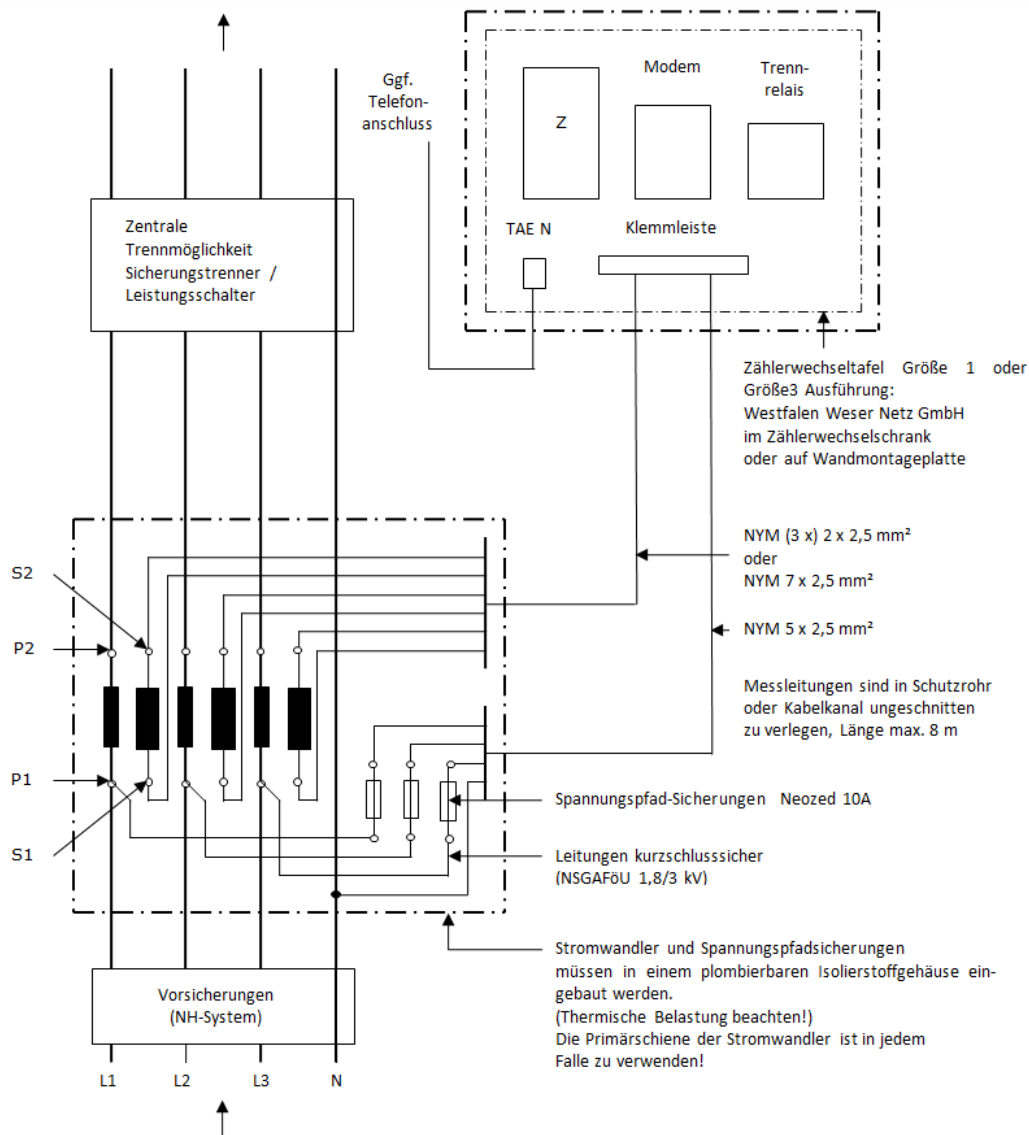 Ggf.
Telefon-
anschluss
Modem
Trenn-
relais
Z
TAE N
Klemmleiste
Zentrale
Trennmöglichkeit
Sicherungstrenner /
Leistungsschalter
Zählerwechseltafel Größe 1 oder
Größe3 Ausführung:
Westfalen Weser Netz GmbH
im Zählerwechselschrank
oder auf Wandmontageplatte
NYM (3 x) 2 x 2,5 mm²
oder
NYM 7 x 2,5 mm²
NYM 5 x 2,5 mm²
Messleitungen sind in Schutzrohr
oder Kabelkanal ungeschnitten
zu verlegen, Länge max. 8 m
S2
P2
P1
S1
Spannungspfad-Sicherungen Neozed 10A
Leitungen kurzschlusssicher
(NSGAFöU 1,8/3 kV)
Stromwandler und Spannungspfadsicherungen
müssen in einem plombierbaren Isolierstoffgehäuse ein-
gebaut werden.
(Thermische Belastung beachten!)
Die Primärschiene der Stromwandler ist in jedem
Falle zu verwenden!
Vorsicherungen
(NH-System)
L1 L2 L3 N